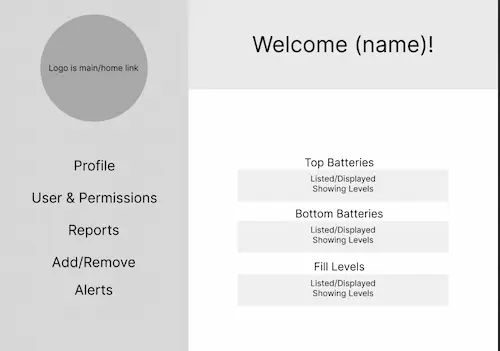 Logo is main/home link
Profile
User & Permissions
Reports
Add/Remove
Alerts
Welcome (name)!
Top Batteries
Listed/Displayed
Showing Levels
Bottom Batteries
Listed/Displayed
Showing Levels
Fill Levels
Listed/Displayed
Showing Levels